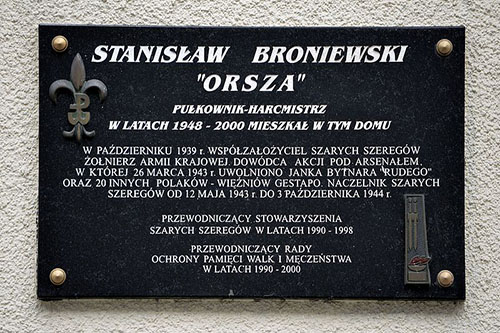 STANISŁAW BRONIEWSKI
"ORSZA"
PUŁKOWNIK-HARCMISTRZ
W LATACH 1948 - 2000 MIESZKAŁ W TYM DOMU
W PAŹDZIERNIKU 1939 r. WSPÓŁZAŁOŻYCIEL SZARYCH SZEREGÓW
ŻOŁNIERZ ARMII KRAJOWEJ. DOWÓDCA AKCJI POD ARSENAŁEM,
W KTÓREJ 26 MARCA 1943 r. UWOLNIONO JANKA BYTNARA "RUDEGO"
ORAZ 20 INNYCH POLAKÓW - WIĘŹNIÓW GESTAPO. NACZELNIK SZARYCH
SZEREGÓW OD 12 MAJA 1943 r. DO 3 PAŹDZIERNIKA 1944 r.
PRZEWODNICZĄCY STOWARZYSZENIA
SZARYCH SZEREGÓW W LATACH 1990 - 1998
PRZEWODNICZĄCY RADY
OCHRONY PAMIĘCI WALK I MĘCZEŃSTWA
W LATACH 1990 - 2000